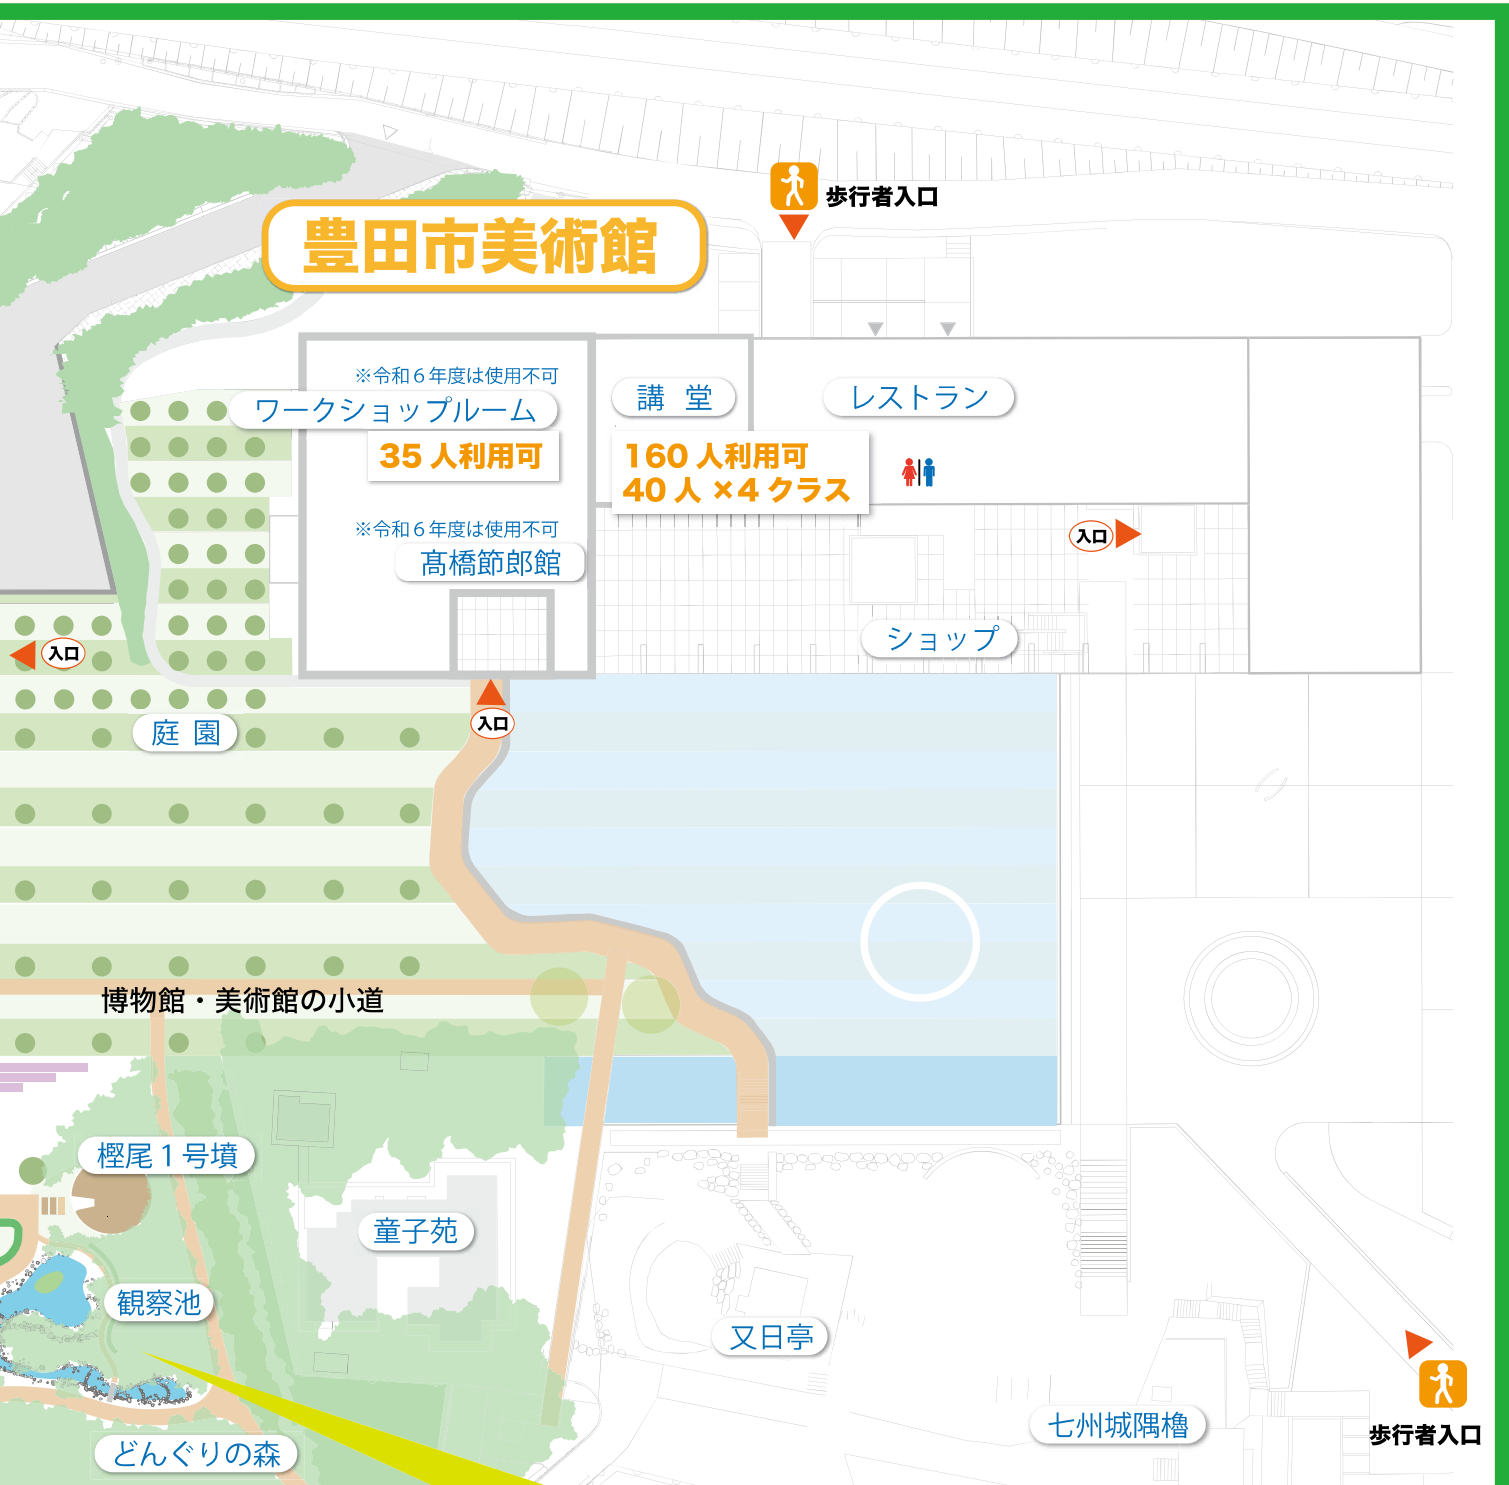 歩行者入口
豊田市美術館
※令和６年度は使用不可
ワークショップルーム
35 人利用可
講 堂
160 人利用可
40 人 ×4 クラス
レストラン
※令和６年度は使用不可
髙橋節郎館
入口
ショップ
入口
入口
庭 園
博物館・美術館の小道
樫尾１号墳
童子苑
観察池
又日亭
どんぐりの森
七州城隅櫓
歩行者入口